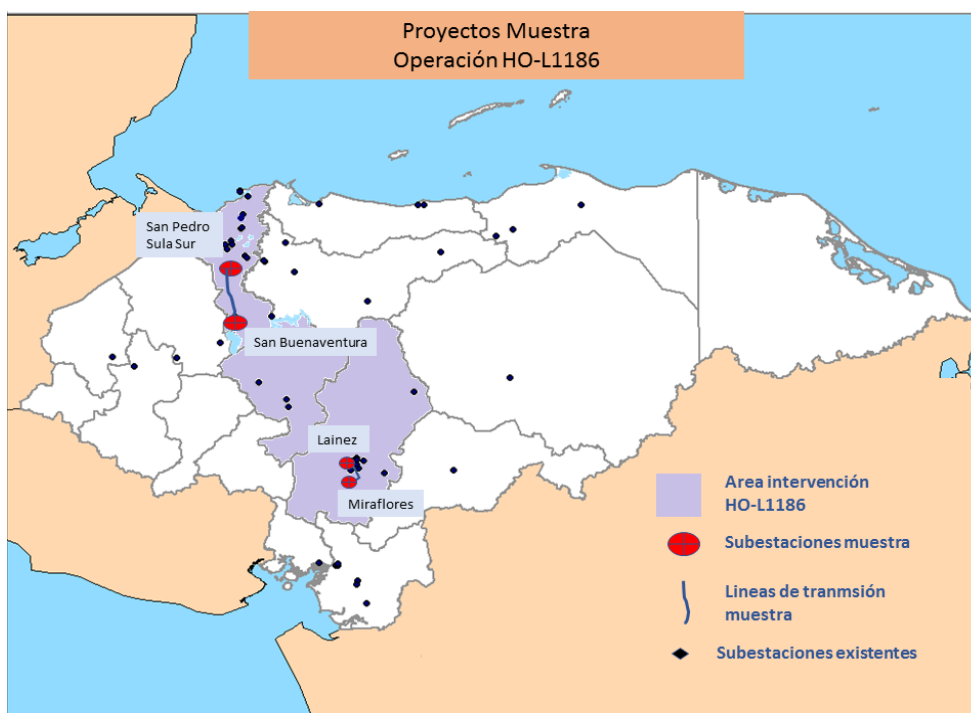 Proyectos Muestra
Operación HO-L1186
San Pedro
Sula Sur
San Buenaventura
Lainez
Miraflores
Area intervención
HO-L1186
Subestaciones muestra
Lineas de tranmsión
muestra
Subestaciones existentes